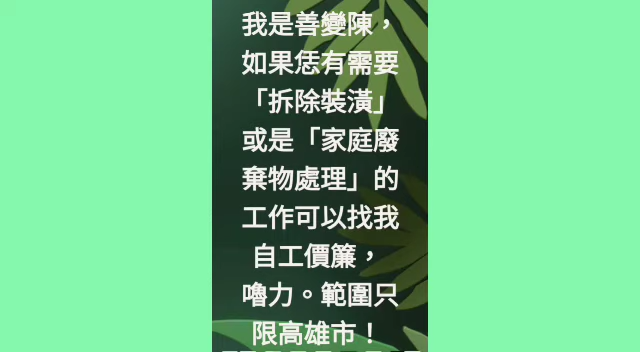 我是善變陳，
如果恁有需要
「拆除裝潢」
或是「家庭廢
棄物處理」的
工作可以找我
自工價簾，
嚕力。範圍只
限高雄市！